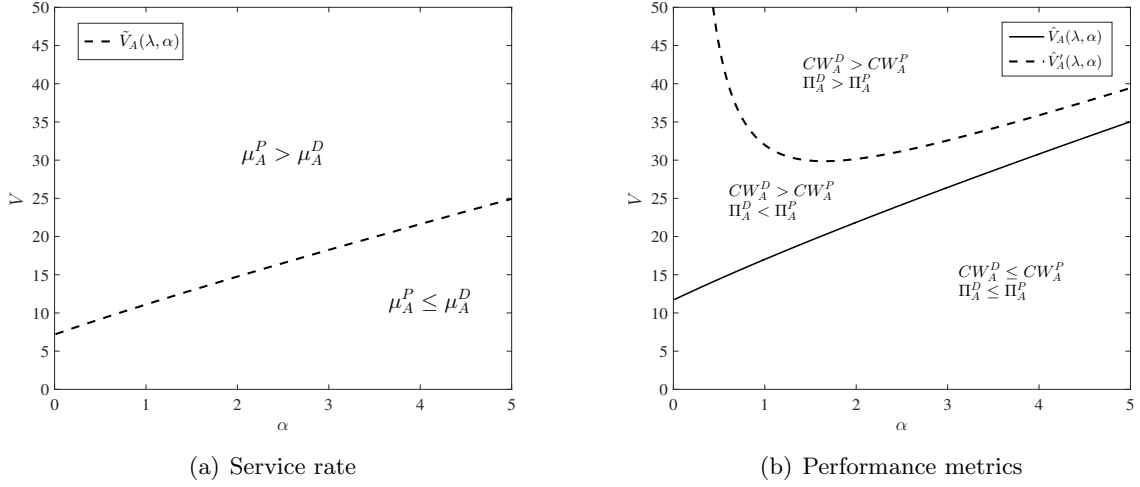 50
45
40
35
30
25
20
15
10
5
0
V
0 1 2 3 4 5
α
Ṽ_A(λ, α)
μ_A^P > μ_A^D
μ_A^P ≤ μ_A^D
(a) Service rate
50
45
40
35
30
25
20
15
10
5
0
V
0 1 2 3 4 5
α
V̂_A(λ, α)
V̂′_A(λ, α)
CW_A^D > CW_A^P
Π_A^D > Π_A^P
CW_A^D > CW_A^P
Π_A^D < Π_A^P
CW_A^D ≤ CW_A^P
Π_A^D ≤ Π_A^P
(b) Performance metrics